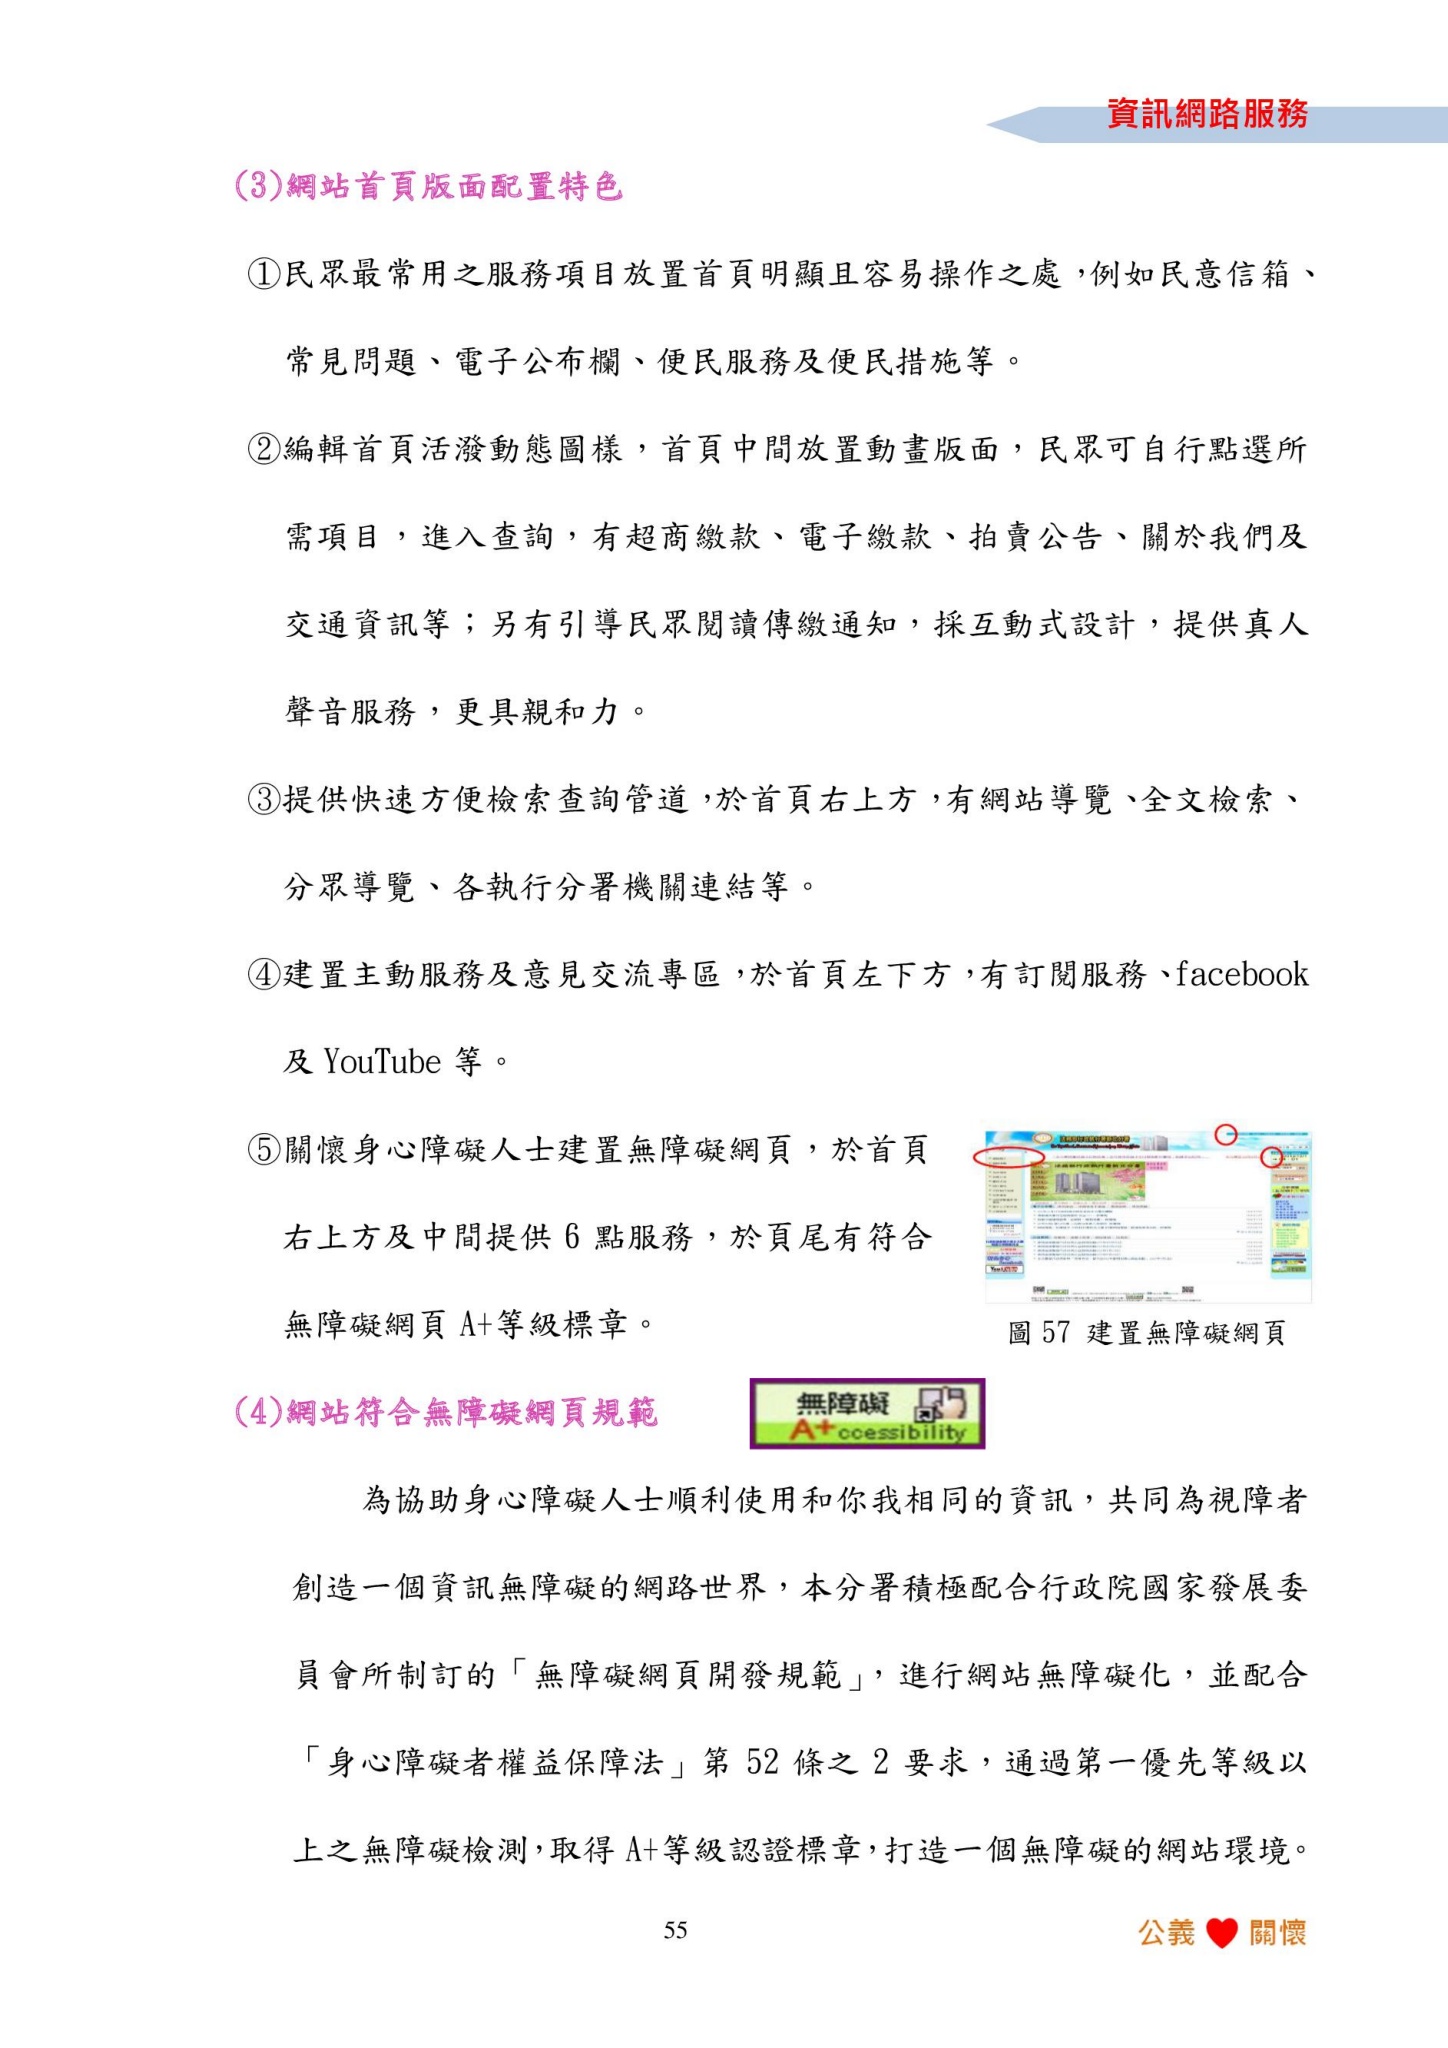 資訊網路服務
(3)網站首頁版面配置特色
①民眾最常用之服務項目放置首頁明顯且容易操作之處，例如民意信箱、
常見問題、電子公布欄、便民服務及便民措施等。
②編輯首頁活潑動態圖樣，首頁中間放置動畫版面，民眾可自行點選所
需項目，進入查詢，有超商繳款、電子繳款、拍賣公告、關於我們及
交通資訊等；另有引導民眾閱讀傳繳通知，採互動式設計，提供真人
聲音服務，更具親和力。
③提供快速方便檢索查詢管道，於首頁右上方，有網站導覽、全文檢索、
分眾導覽、各執行分署機關連結等。
④建置主動服務及意見交流專區，於首頁左下方，有訂閱服務、facebook
及 YouTube 等。
⑤關懷身心障礙人士建置無障礙網頁，於首頁
右上方及中間提供 6 點服務，於頁尾有符合
無障礙網頁 A+等級標章。
圖 57 建置無障礙網頁
(4)網站符合無障礙網頁規範
無障礙
A+ccessibility
為協助身心障礙人士順利使用和你我相同的資訊，共同為視障者
創造一個資訊無障礙的網路世界，本分署積極配合行政院國家發展委
員會所制訂的「無障礙網頁開發規範」，進行網站無障礙化，並配合
「身心障礙者權益保障法」第 52 條之 2 要求，通過第一優先等級以
上之無障礙檢測，取得 A+等級認證標章，打造一個無障礙的網站環境。
55
公義 關懷